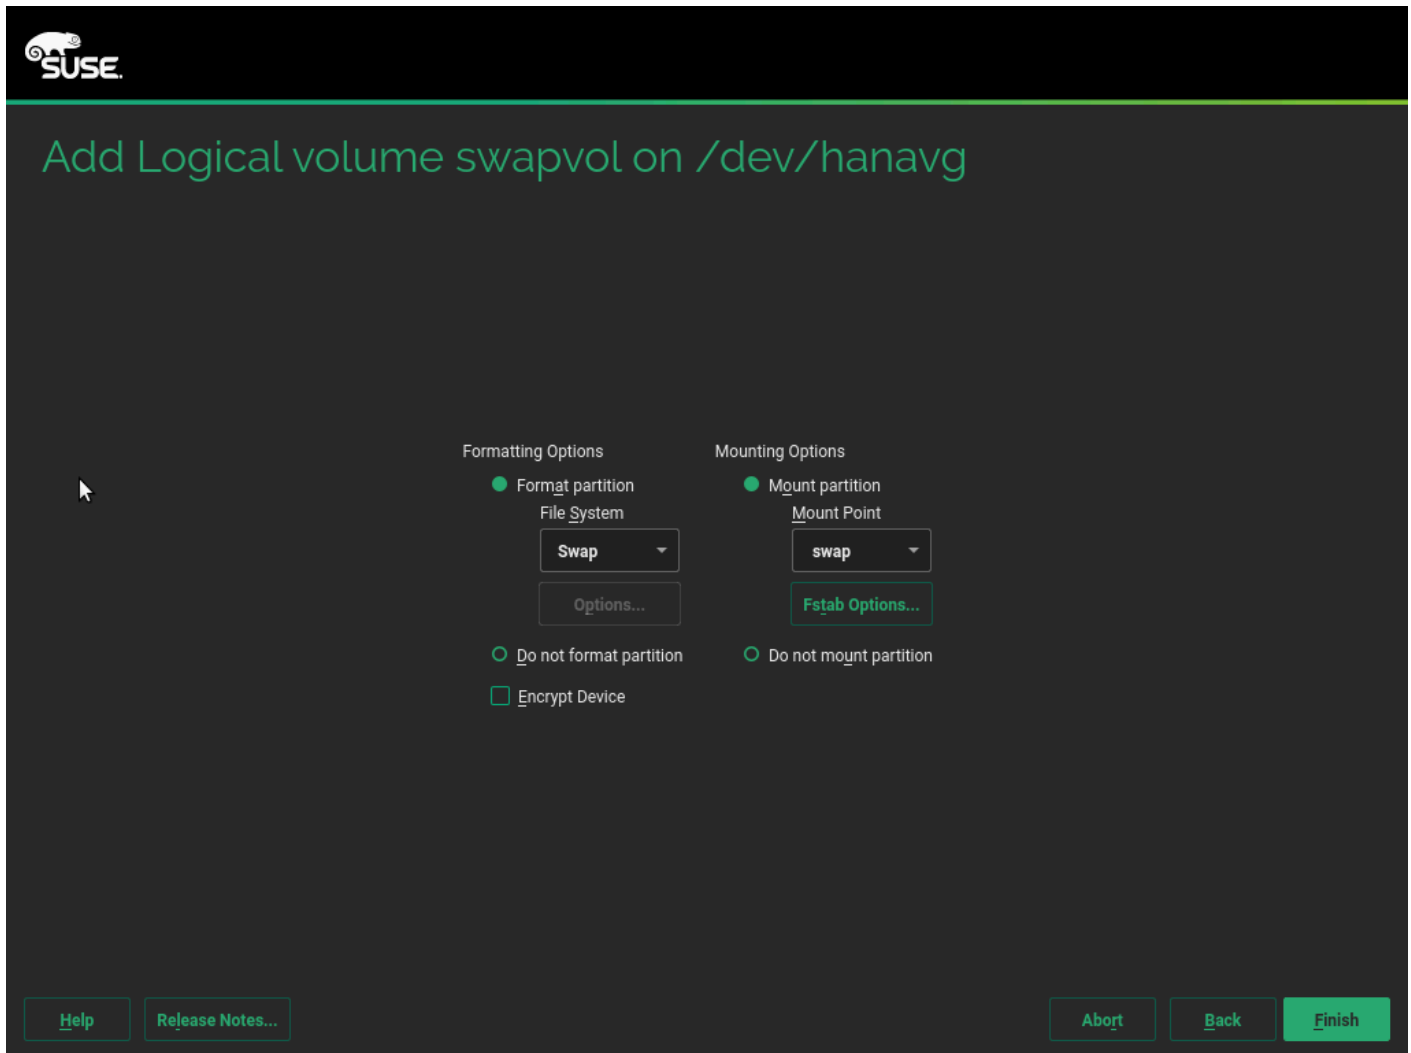 SUSE.
Add Logical volume swapvol on /dev/hanavg
Formatting Options
Format partition
File System
Swap
Options...
Do not format partition
Encrypt Device
Mounting Options
Mount partition
Mount Point
swap
Fstab Options...
Do not mount partition
Help
Release Notes...
Abort
Back
Finish